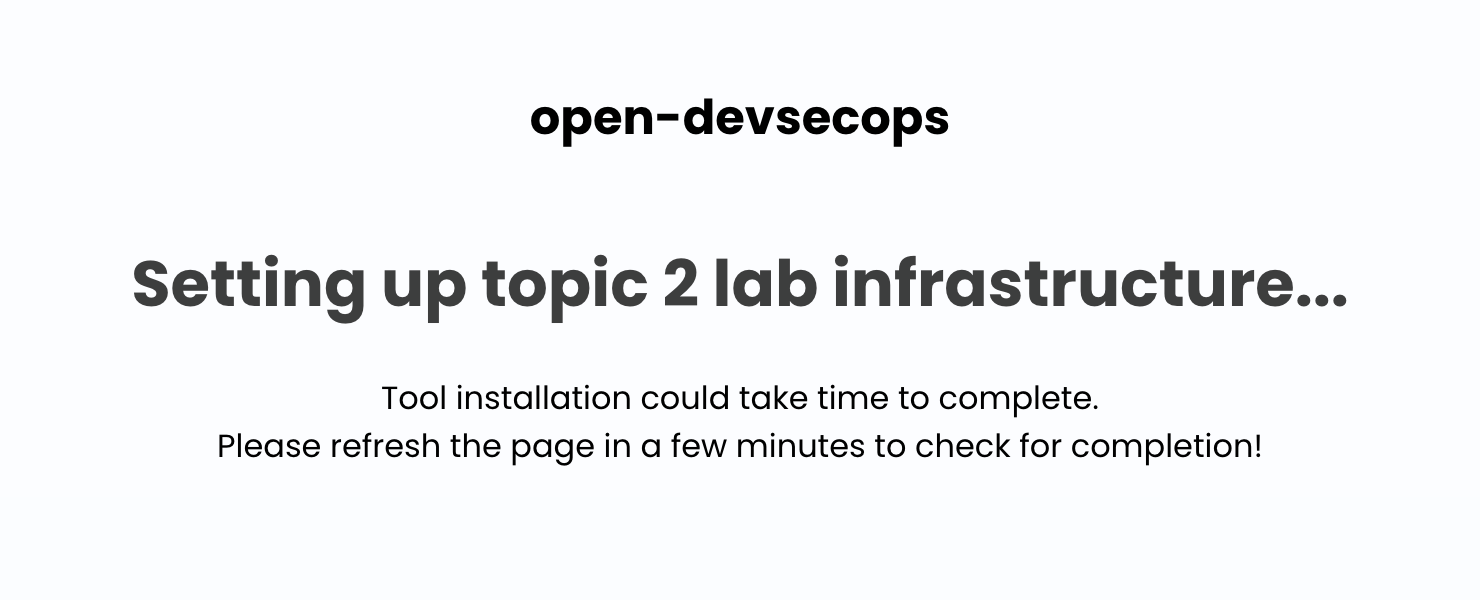 open-devsecops
Setting up topic 2 lab infrastructure...
Tool installation could take time to complete.
Please refresh the page in a few minutes to check for completion!